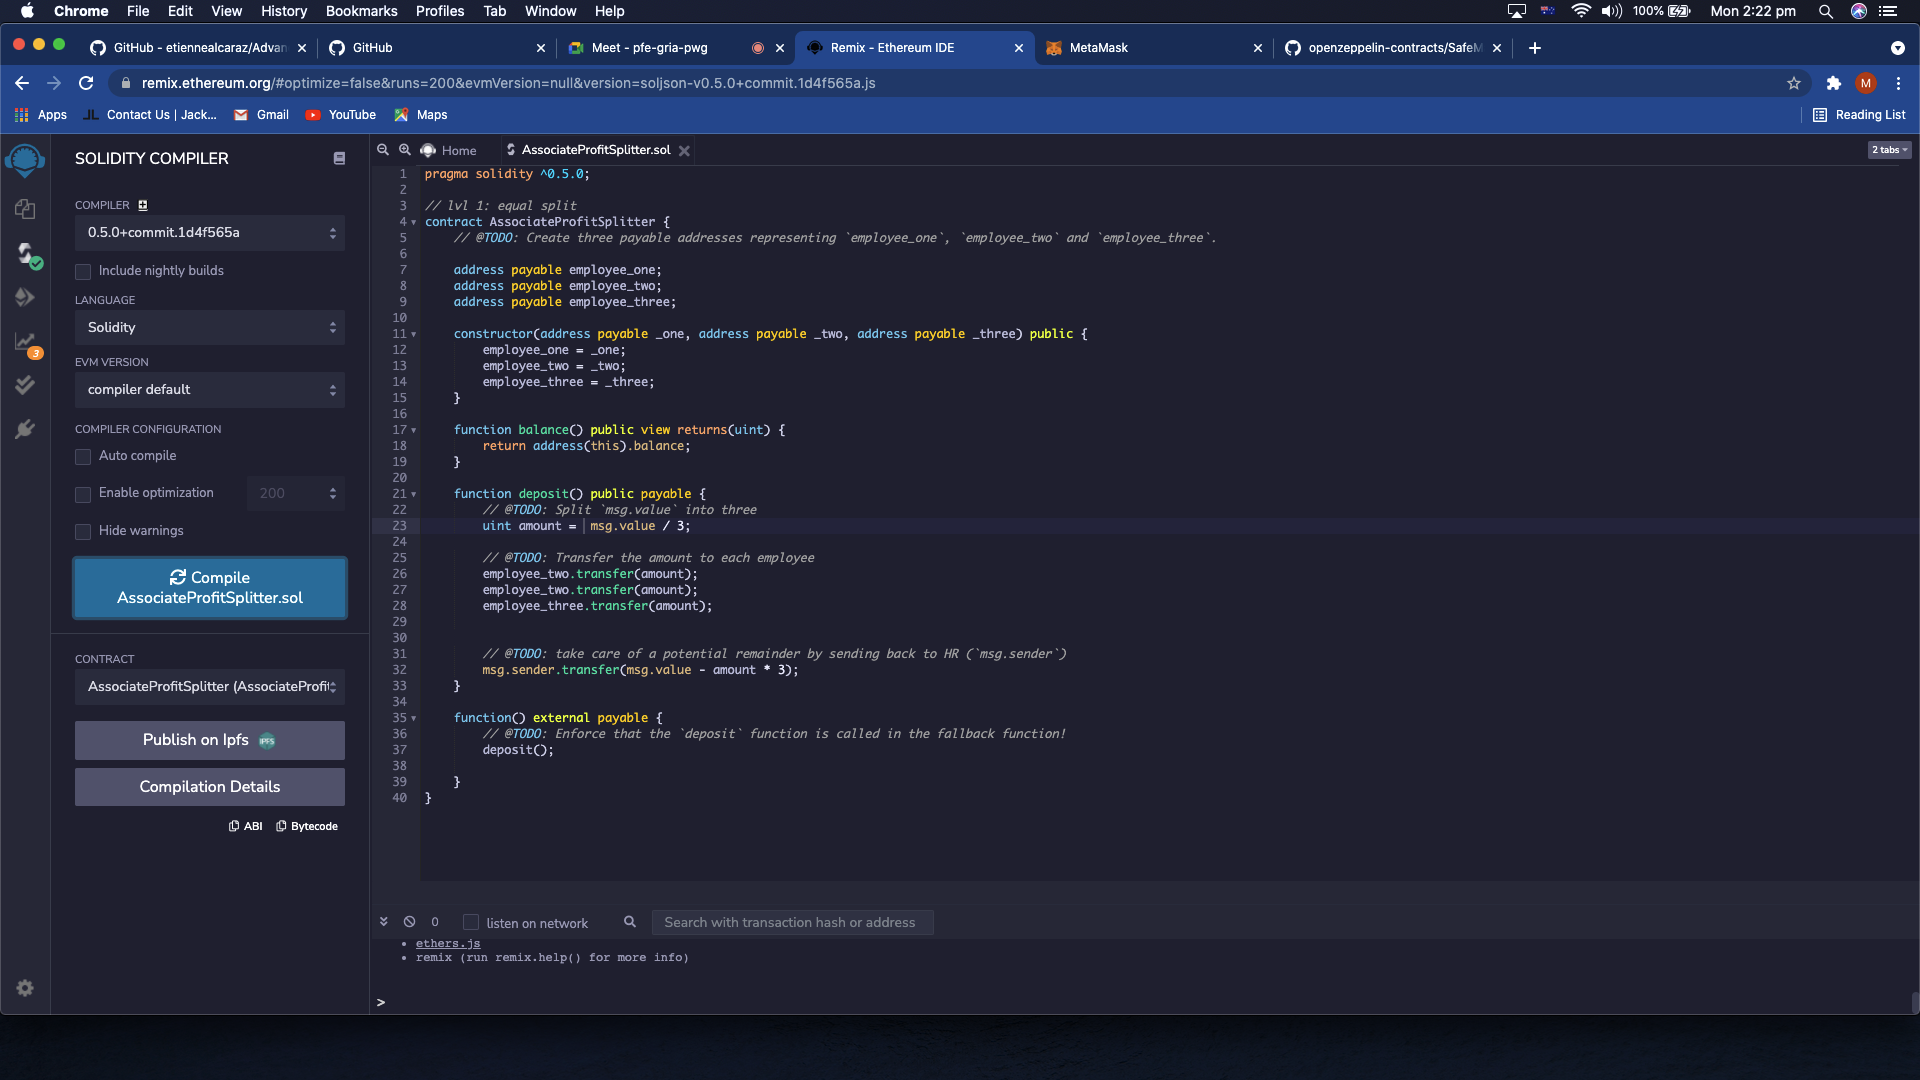 Chrome File Edit View History Bookmarks Profiles Tab Window Help 100% Mon 2:22 pm
GitHub - etiennealcaraz/Advan GitHub Meet - pfe-gria-pwg Remix - Ethereum IDE MetaMask openzeppelin-contracts/SafeM
remix.ethereum.org/#optimize=false&runs=200&evmVersion=null&version=soljson-v0.5.0+commit.1d4f565a.js M
Apps JL Contact Us | Jack... Gmail YouTube Maps Reading List
SOLIDITY COMPILER
COMPILER
0.5.0+commit.1d4f565a
Include nightly builds
LANGUAGE
Solidity
EVM VERSION
compiler default
COMPILER CONFIGURATION
Auto compile
Enable optimization 200
Hide warnings
Compile
AssociateProfitSplitter.sol
CONTRACT
AssociateProfitSplitter (AssociateProfit
Publish on Ipfs IPFS
Compilation Details
ABI Bytecode
3
Home AssociateProfitSplitter.sol 2 tabs
1 pragma solidity ^0.5.0;
2
3 // lvl 1: equal split
4 contract AssociateProfitSplitter {
5 // @TODO: Create three payable addresses representing `employee_one`, `employee_two` and `employee_three`.
6
7 address payable employee_one;
8 address payable employee_two;
9 address payable employee_three;
10
11 constructor(address payable _one, address payable _two, address payable _three) public {
12 employee_one = _one;
13 employee_two = _two;
14 employee_three = _three;
15 }
16
17 function balance() public view returns(uint) {
18 return address(this).balance;
19 }
20
21 function deposit() public payable {
22 // @TODO: Split `msg.value` into three
23 uint amount = msg.value / 3;
24
25 // @TODO: Transfer the amount to each employee
26 employee_two.transfer(amount);
27 employee_two.transfer(amount);
28 employee_three.transfer(amount);
29
30
31 // @TODO: take care of a potential remainder by sending back to HR (`msg.sender`)
32 msg.sender.transfer(msg.value - amount * 3);
33 }
34
35 function() external payable {
36 // @TODO: Enforce that the `deposit` function is called in the fallback function!
37 deposit();
38
39 }
40 }
0 listen on network Search with transaction hash or address
• ethers.js
• remix (run remix.help() for more info)
>